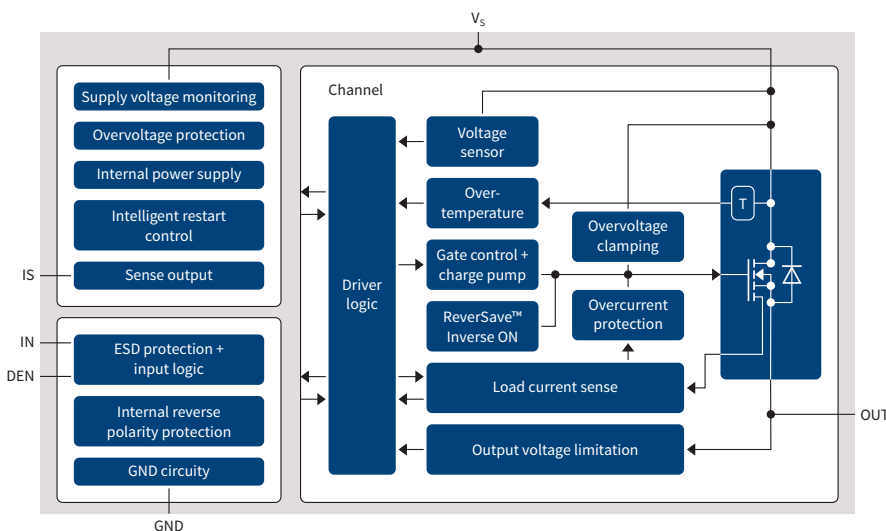 Vs
Supply voltage monitoring
Overvoltage protection
Internal power supply
Intelligent restart
control
Sense output
IS
IN
DEN
ESD protection +
input logic
Internal reverse
polarity protection
GND circuity
GND
Channel
Driver
logic
Voltage
sensor
Over-
temperature
Gate control +
charge pump
ReverSave™
Inverse ON
Overvoltage
clamping
Overcurrent
protection
Load current sense
Output voltage limitation
T
OUT